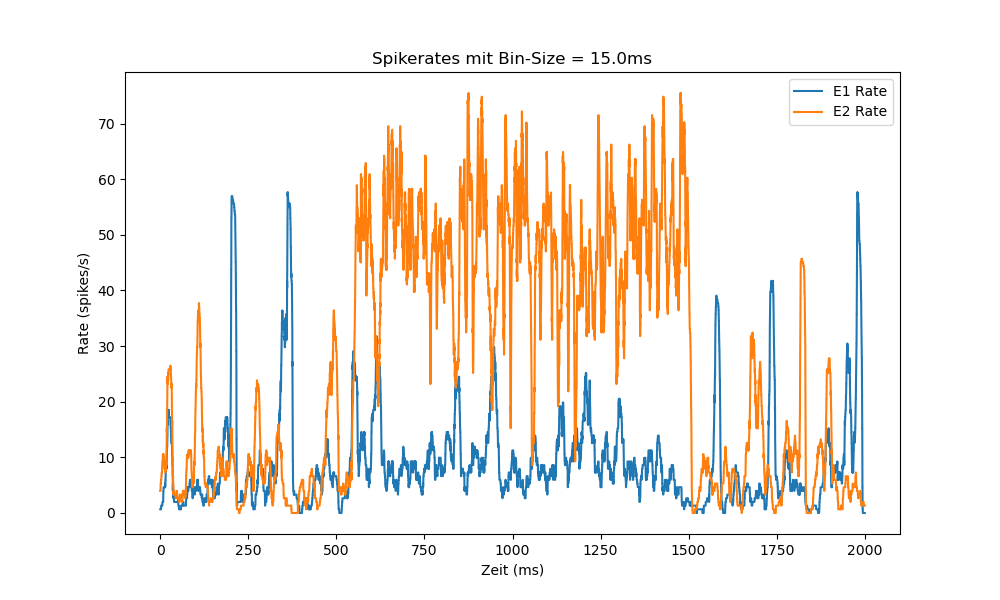 Spikerates mit Bin-Size = 15.0ms
E1 Rate
E2 Rate
Rate (spikes/s)
70
60
50
40
30
20
10
0
0 250 500 750 1000 1250 1500 1750 2000
Zeit (ms)